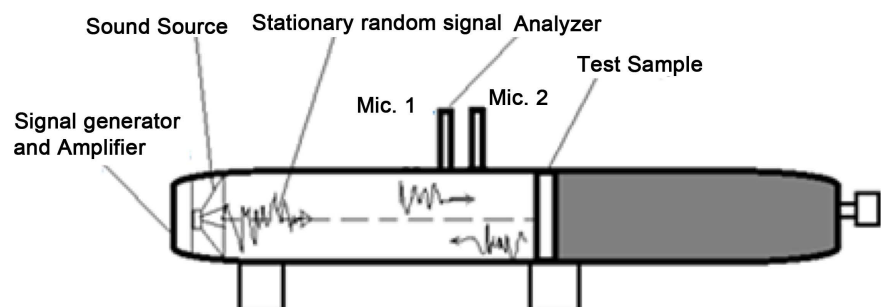 Sound Source
Stationary random signal
Analyzer
Test Sample
Mic. 1
Mic. 2
Signal generator
and Amplifier